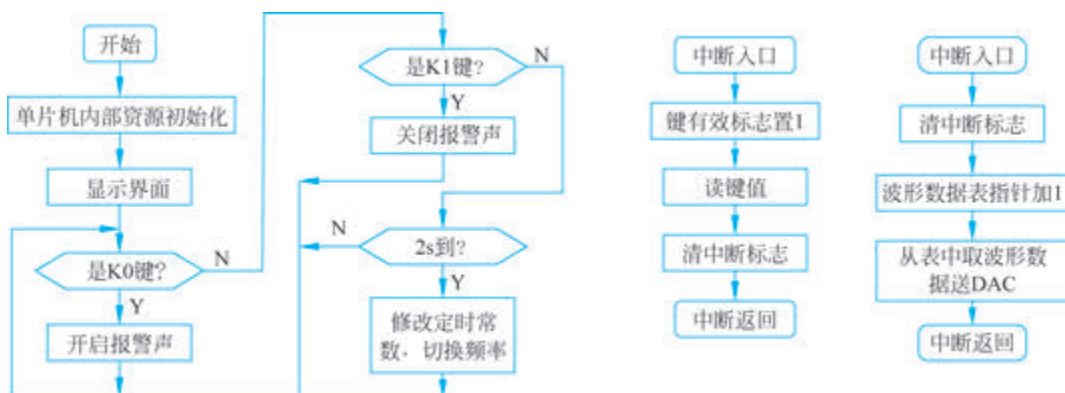 开始
单片机内部资源初始化
显示界面
是K0键?
N
Y
开启报警声
是K1键?
N
Y
关闭报警声
2s到?
N
Y
修改定时常
数,切换频率
中断入口
键有效标志置1
读键值
清中断标志
中断返回
中断入口
清中断标志
波形数据表指针加1
从表中取波形数
据送DAC
中断返回